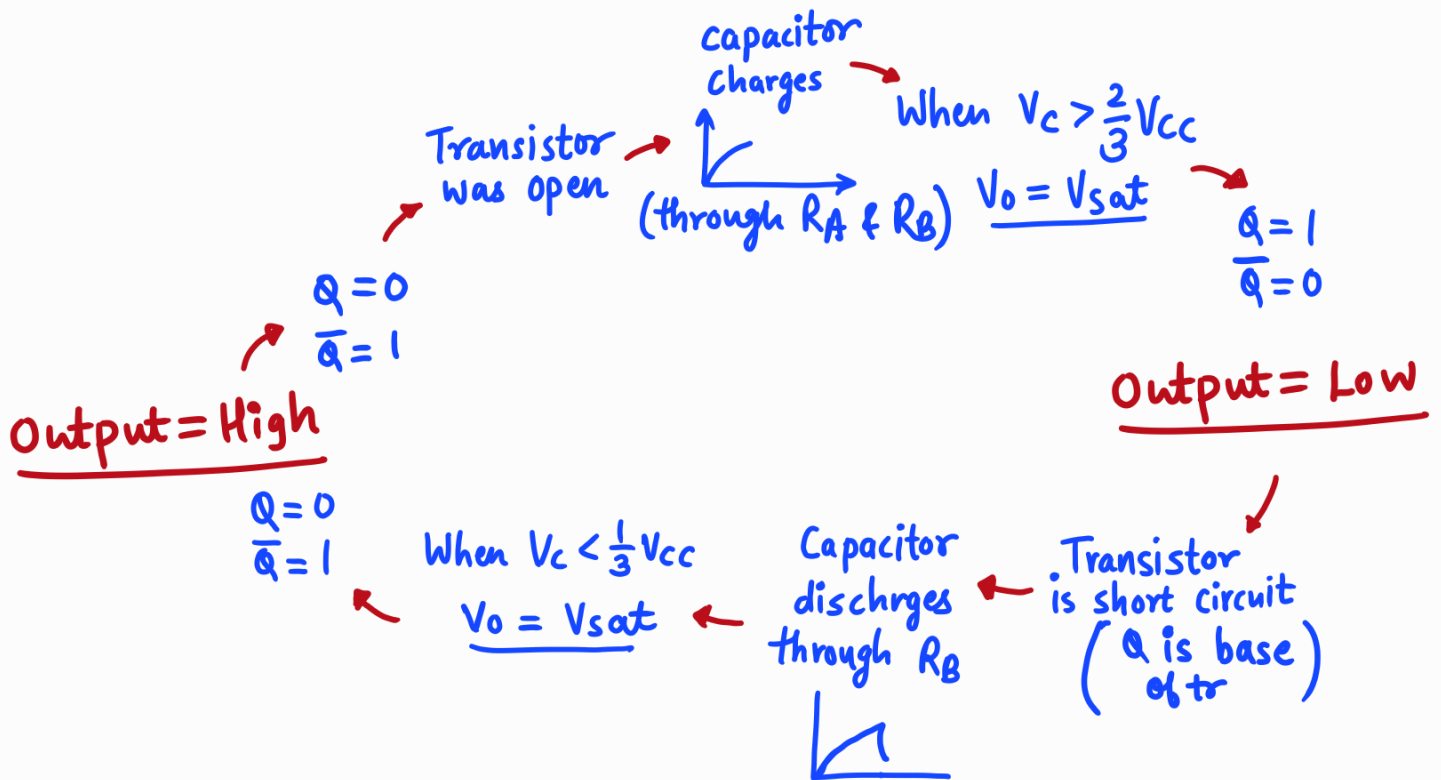 Output = High
Q = 0
Q̅ = 1
Transistor
was open
capacitor
charges
(through RA & RB)
When VC > 2/3 VCC
Vo = Vsat
Q = 1
Q̅ = 0
Output = Low
Transistor
is short circuit
(Q is base
of tr)
Capacitor
dischrges
through RB
When VC < 1/3 VCC
Vo = Vsat
Q = 0
Q̅ = 1